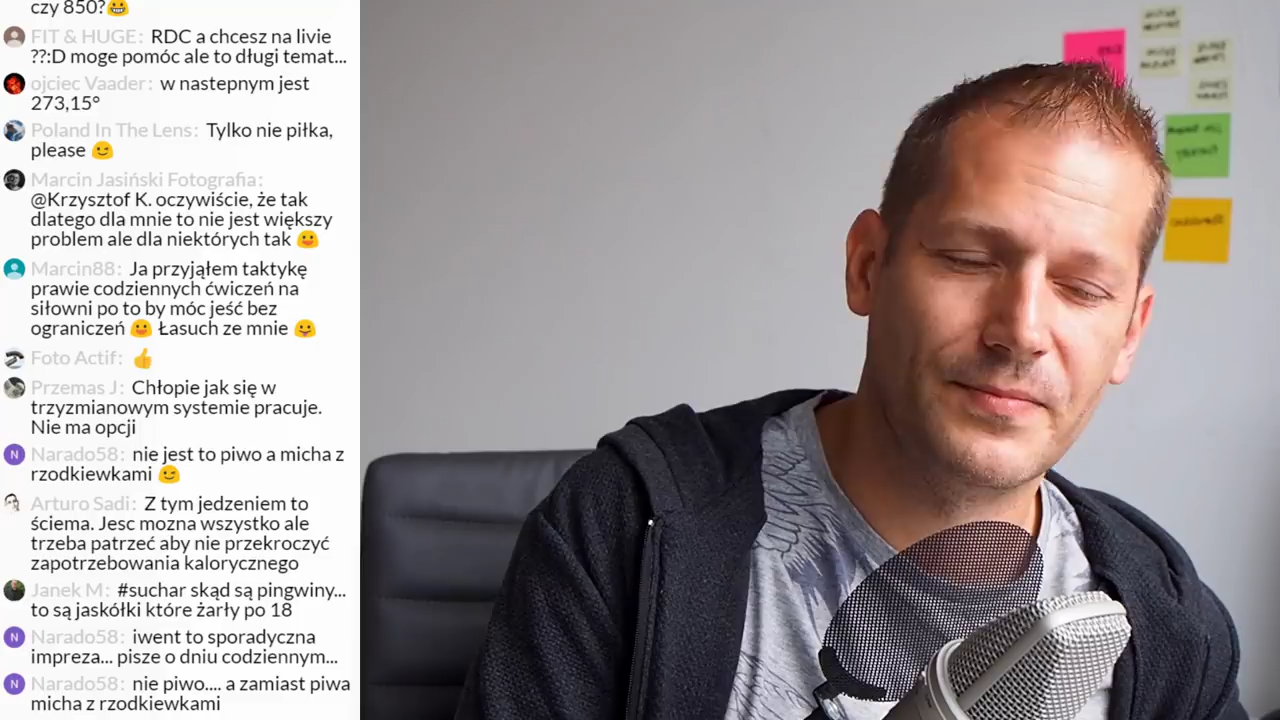 czy 850?😀
FIT & HUGE: RDC a chcesz na livie
??:D moge pomóc ale to długi temat...
ojciec Vaader: w nastepnym jest
273,15°
Poland In The Lens: Tylko nie piłka,
please 😉
Marcin Jasiński Fotografia:
@Krzysztof K. oczywiście, że tak
dlatego dla mnie to nie jest większy
problem ale dla niektórych tak 😛
Marcin88: Ja przyjąłem taktykę
prawie codziennych ćwiczeń na
siłowni po to by móc jeść bez
ograniczeń 😛 Łasuch ze mnie 😛
Foto Actif: 👍
Przemas J: Chłopie jak się w
trzyzmianowym systemie pracuje.
Nie ma opcji
N Narado58: nie jest to piwo a micha z
rzodkiewkami 😉
Arturo Sadi: Z tym jedzeniem to
ściema. Jesc mozna wszystko ale
trzeba patrzeć aby nie przekroczyć
zapotrzebowania kalorycznego
Janek M: #suchar skąd są pingwiny...
to są jaskółki które żarły po 18
N Narado58: iwent to sporadyczna
impreza... pisze o dniu codziennym...
N Narado58: nie piwo.... a zamiast piwa
micha z rzodkiewkami